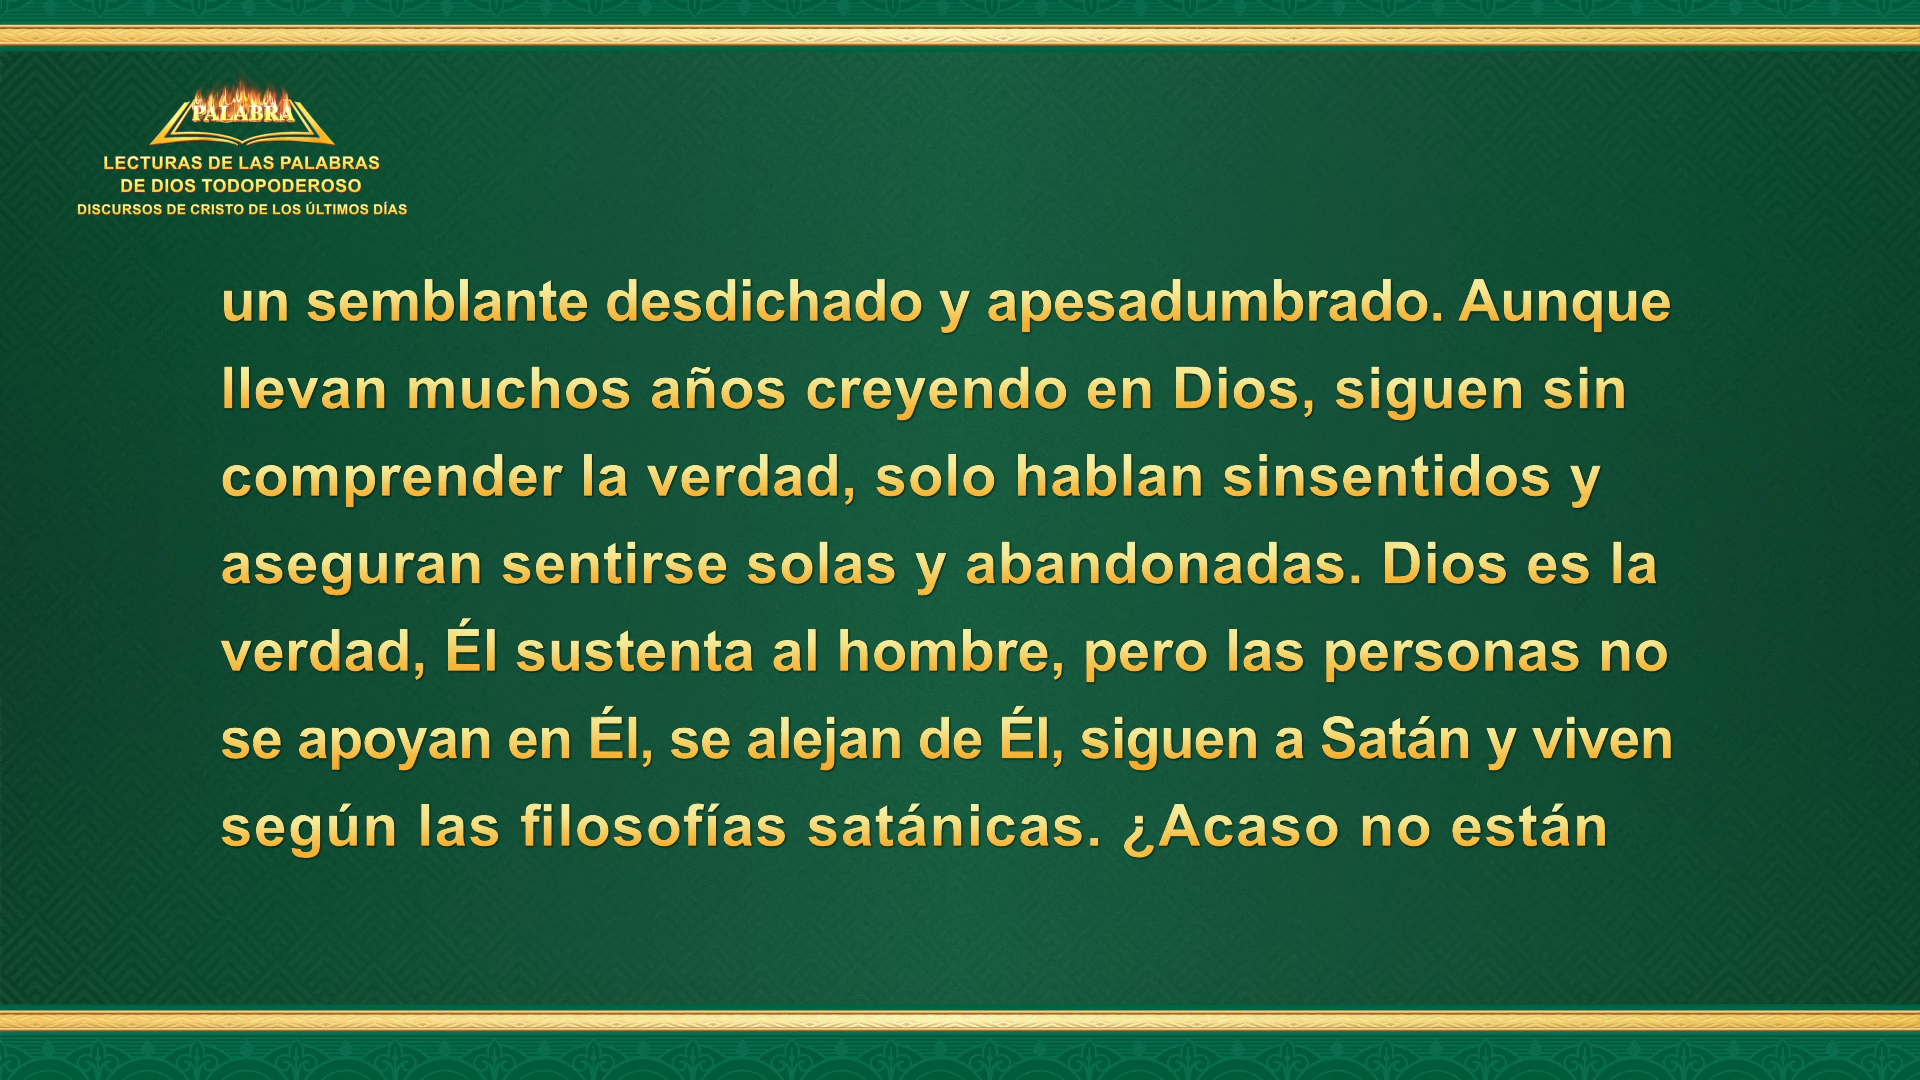 PALABRA
LECTURAS DE LAS PALABRAS
DE DIOS TODOPODEROSO
DISCURSOS DE CRISTO DE LOS ÚLTIMOS DÍAS
un semblante desdichado y apesadumbrado. Aunque
llevan muchos años creyendo en Dios, siguen sin
comprender la verdad, solo hablan sinsentidos y
aseguran sentirse solas y abandonadas. Dios es la
verdad, Él sustenta al hombre, pero las personas no
se apoyan en Él, se alejan de Él, siguen a Satán y viven
según las filosofías satánicas. ¿Acaso no están